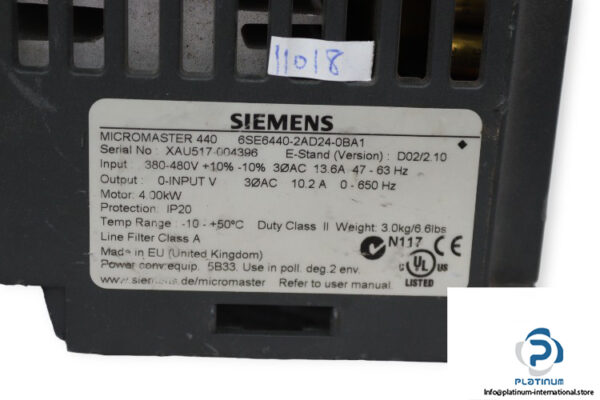 11018
SIEMENS
MICROMASTER 440 6SE6440-2AD24-0BA1
Serial No : XAU517-004396 E-Stand (Version) : D02/2.10
Input : 380-480V +10% -10% 3ØAC 13.6A 47 - 63 Hz
Output : 0-INPUT V 3ØAC 10.2 A 0 - 650 Hz
Motor: 4.00kW
Protection: IP20
Temp Range : -10 - +50°C Duty Class II Weight: 3.0kg/6.6lbs
Line Filter Class A
Made in EU (United Kingdom)
Power conv.equip. 5B33. Use in poll. deg.2 env.
www.siemens.de/micromaster Refer to user manual
N117 CE
C UL US
LISTED
PLATINUM
Info@platinum-international.store